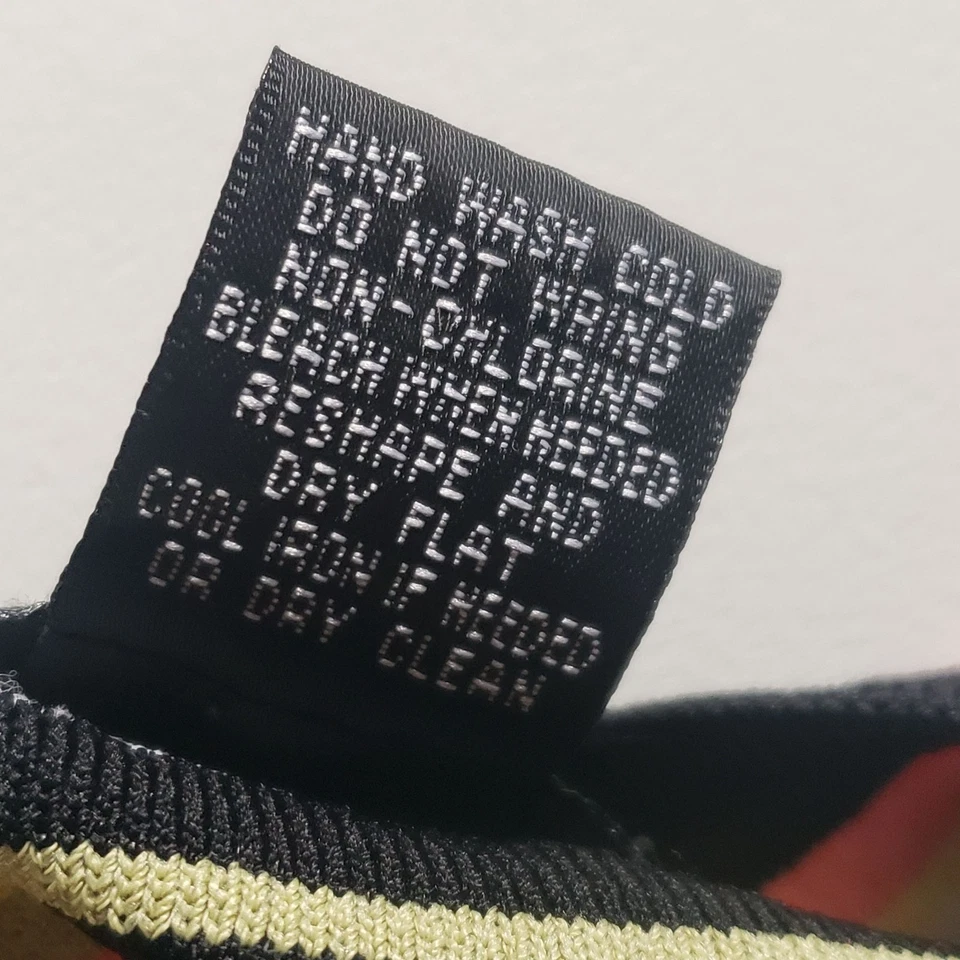 HAND WASH COLD
DO NOT WRING
NON-CHLORINE
BLEACH WHEN NEEDED
RESHAPE AND
DRY FLAT
COOL IRON IF NEEDED
OR DRY CLEAN